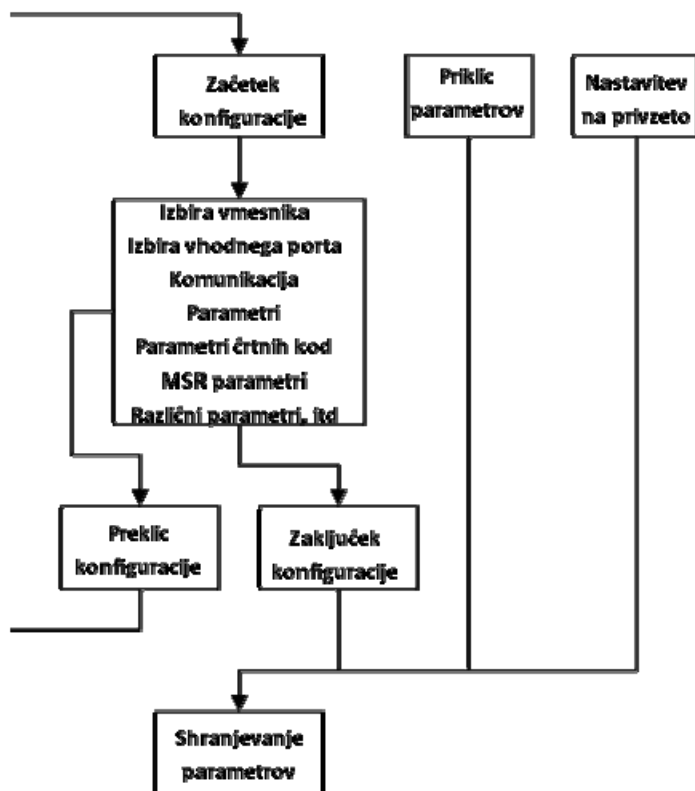 Začetek
konfiguracije
Priklic
parametrov
Nastavitev
na privzeto
Izbira vmesnika
Izbira vhodnega porta
Komunikacija
Parametri
Parametri črtnih kod
MSR parametri
Različni parametri, itd
Preklic
konfiguracije
Zaključek
konfiguracije
Shranjevanje
parametrov